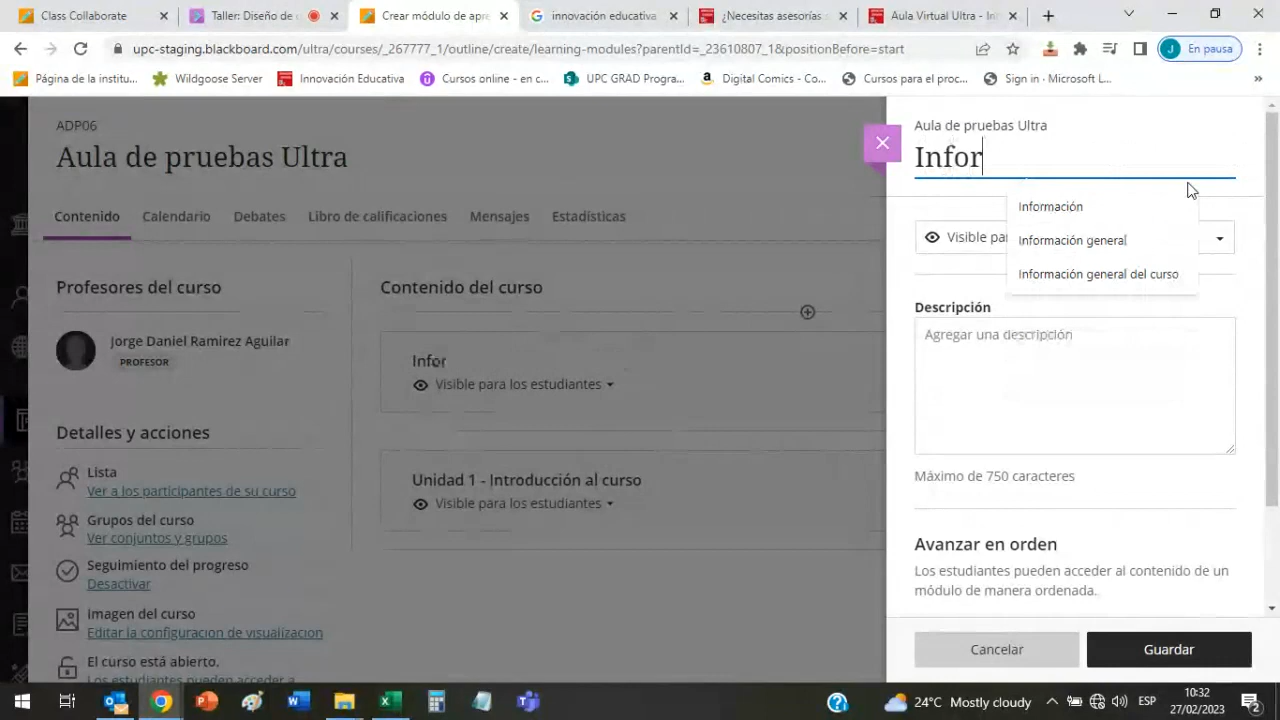 Class Collaborate
Taller: Diseño de
Crear módulo de apre
innovación educativa
¿Necesitas asesorías
Aula Virtual Ultra - Inf
upc-staging.blackboard.com/ultra/courses/_267777_1/outline/create/learning-modules?parentId=_23610807_1&positionBefore=start
J En pausa
Página de la institu...
Wildgoose Server
Innovación Educativa
Cursos online - en c...
UPC GRAD Progra...
Digital Comics - Co...
Cursos para el proc...
Sign in · Microsoft L...
»
ADP06
Aula de pruebas Ultra
Contenido
Calendario
Debates
Libro de calificaciones
Mensajes
Estadísticas
Profesores del curso
Jorge Daniel Ramirez Aguilar
PROFESOR
Detalles y acciones
Lista
Ver a los participantes de su curso
Grupos del curso
Ver conjuntos y grupos
Seguimiento del progreso
Desactivar
Imagen del curso
Editar la configuración de visualización
El curso está abierto.
Los estudiantes pueden acceder a
Contenido del curso
Infor
Visible para los estudiantes
Unidad 1 - Introducción al curso
Visible para los estudiantes
Aula de pruebas Ultra
Infor
Información
Información general
Información general del curso
Visible par
Descripción
Agregar una descripción
Máximo de 750 caracteres
Avanzar en orden
Los estudiantes pueden acceder al contenido de un
módulo de manera ordenada.
Cancelar
Guardar
24°C Mostly cloudy
ESP
10:32
27/02/2023
2